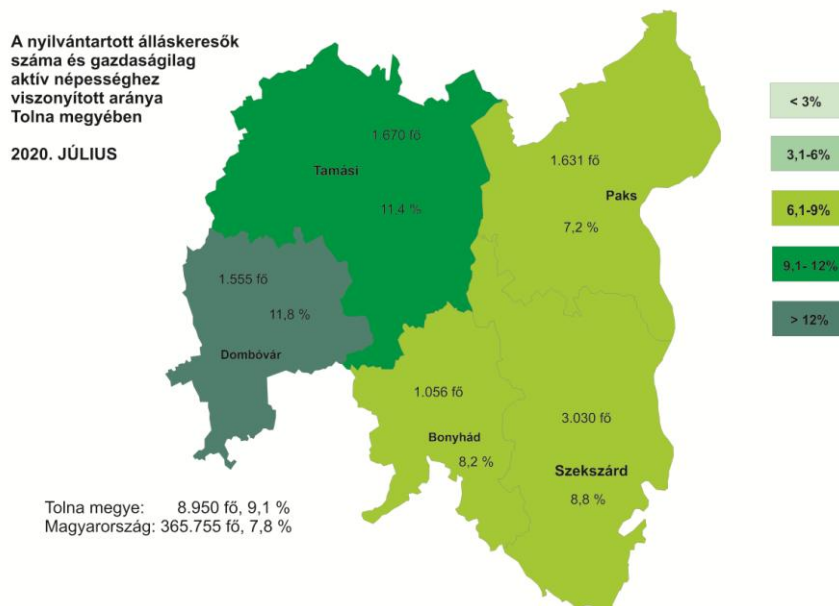 A nyilvántartott álláskeresők
száma és gazdaságilag
aktív népességhez
viszonyított aránya
Tolna megyében
2020. JÚLIUS
1.670 fő
Tamási
11,4 %
1.631 fő
Paks
7,2 %
1.555 fő
11,8 %
Dombóvár
1.056 fő
Bonyhád
8,2 %
3.030 fő
Szekszárd
8,8 %
< 3%
3,1-6%
6,1-9%
9,1- 12%
> 12%
Tolna megye: 8.950 fő, 9,1 %
Magyarország: 365.755 fő, 7,8 %